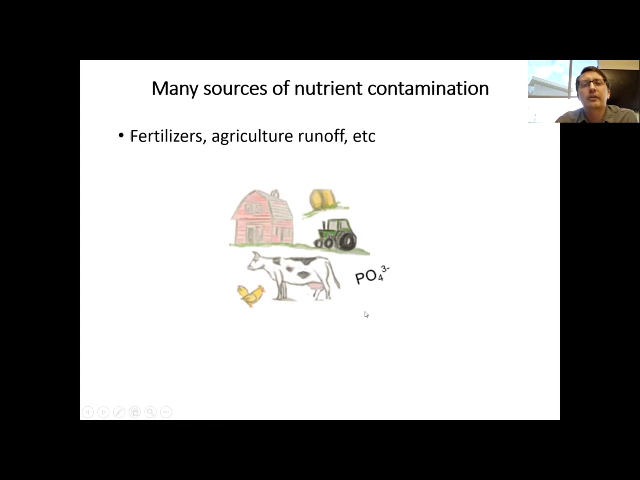 Many sources of nutrient contamination
• Fertilizers, agriculture runoff, etc
PO₄³⁻